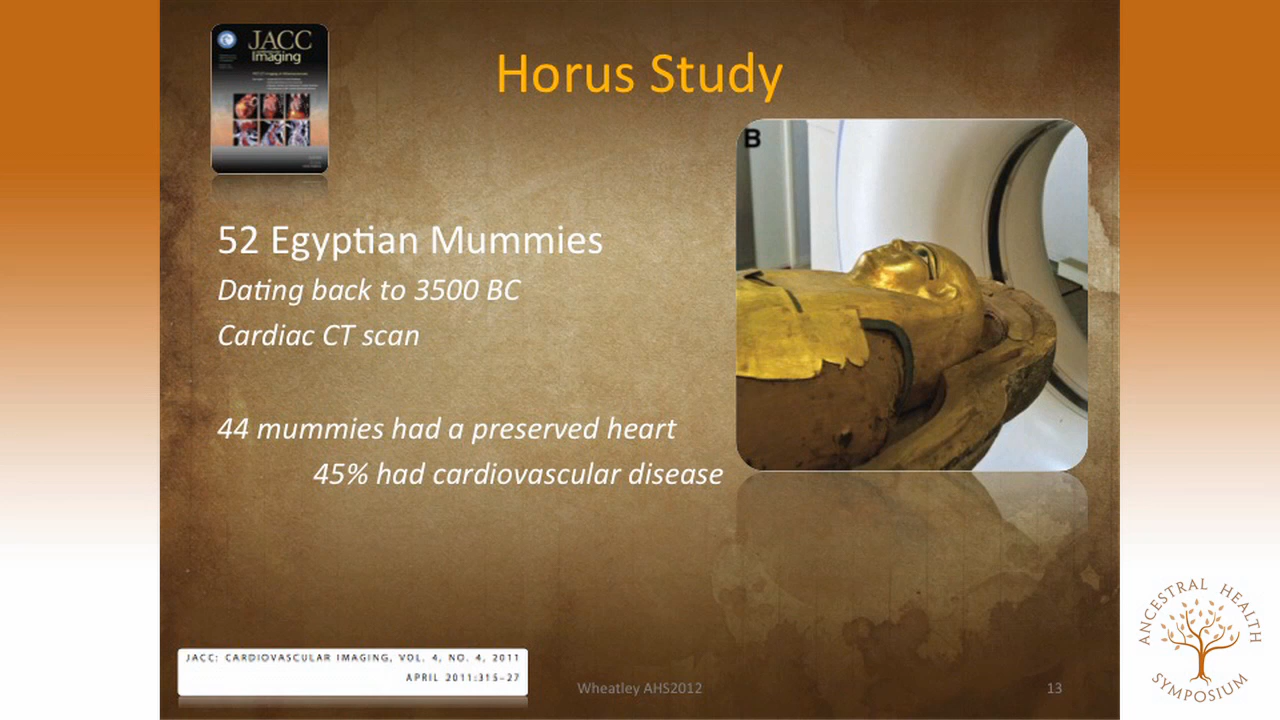 JACC
Imaging
Horus Study
B
52 Egyptian Mummies
Dating back to 3500 BC
Cardiac CT scan
44 mummies had a preserved heart
45% had cardiovascular disease
JACC: CARDIOVASCULAR IMAGING, VOL. 4, NO. 4, 2011
APRIL 2011:315–27
Wheatley AHS2012
13
ANCESTRAL HEALTH
SYMPOSIUM